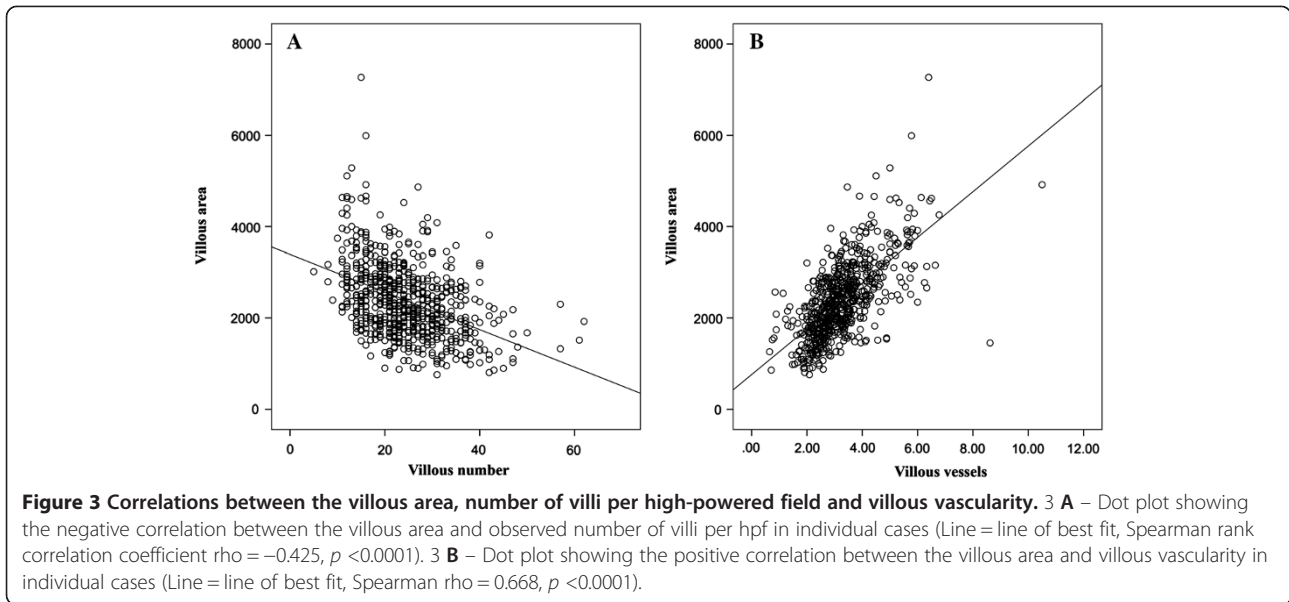 A
8000
6000
4000
2000
0
Villous area
0 20 40 60
Villous number
B
8000
6000
4000
2000
0
Villous area
.00 2.00 4.00 6.00 8.00 10.00 12.00
Villous vessels
Figure 3 Correlations between the villous area, number of villi per high-powered field and villous vascularity. 3 A – Dot plot showing
the negative correlation between the villous area and observed number of villi per hpf in individual cases (Line = line of best fit, Spearman rank
correlation coefficient rho = −0.425, p <0.0001). 3 B – Dot plot showing the positive correlation between the villous area and villous vascularity in
individual cases (Line = line of best fit, Spearman rho = 0.668, p <0.0001).